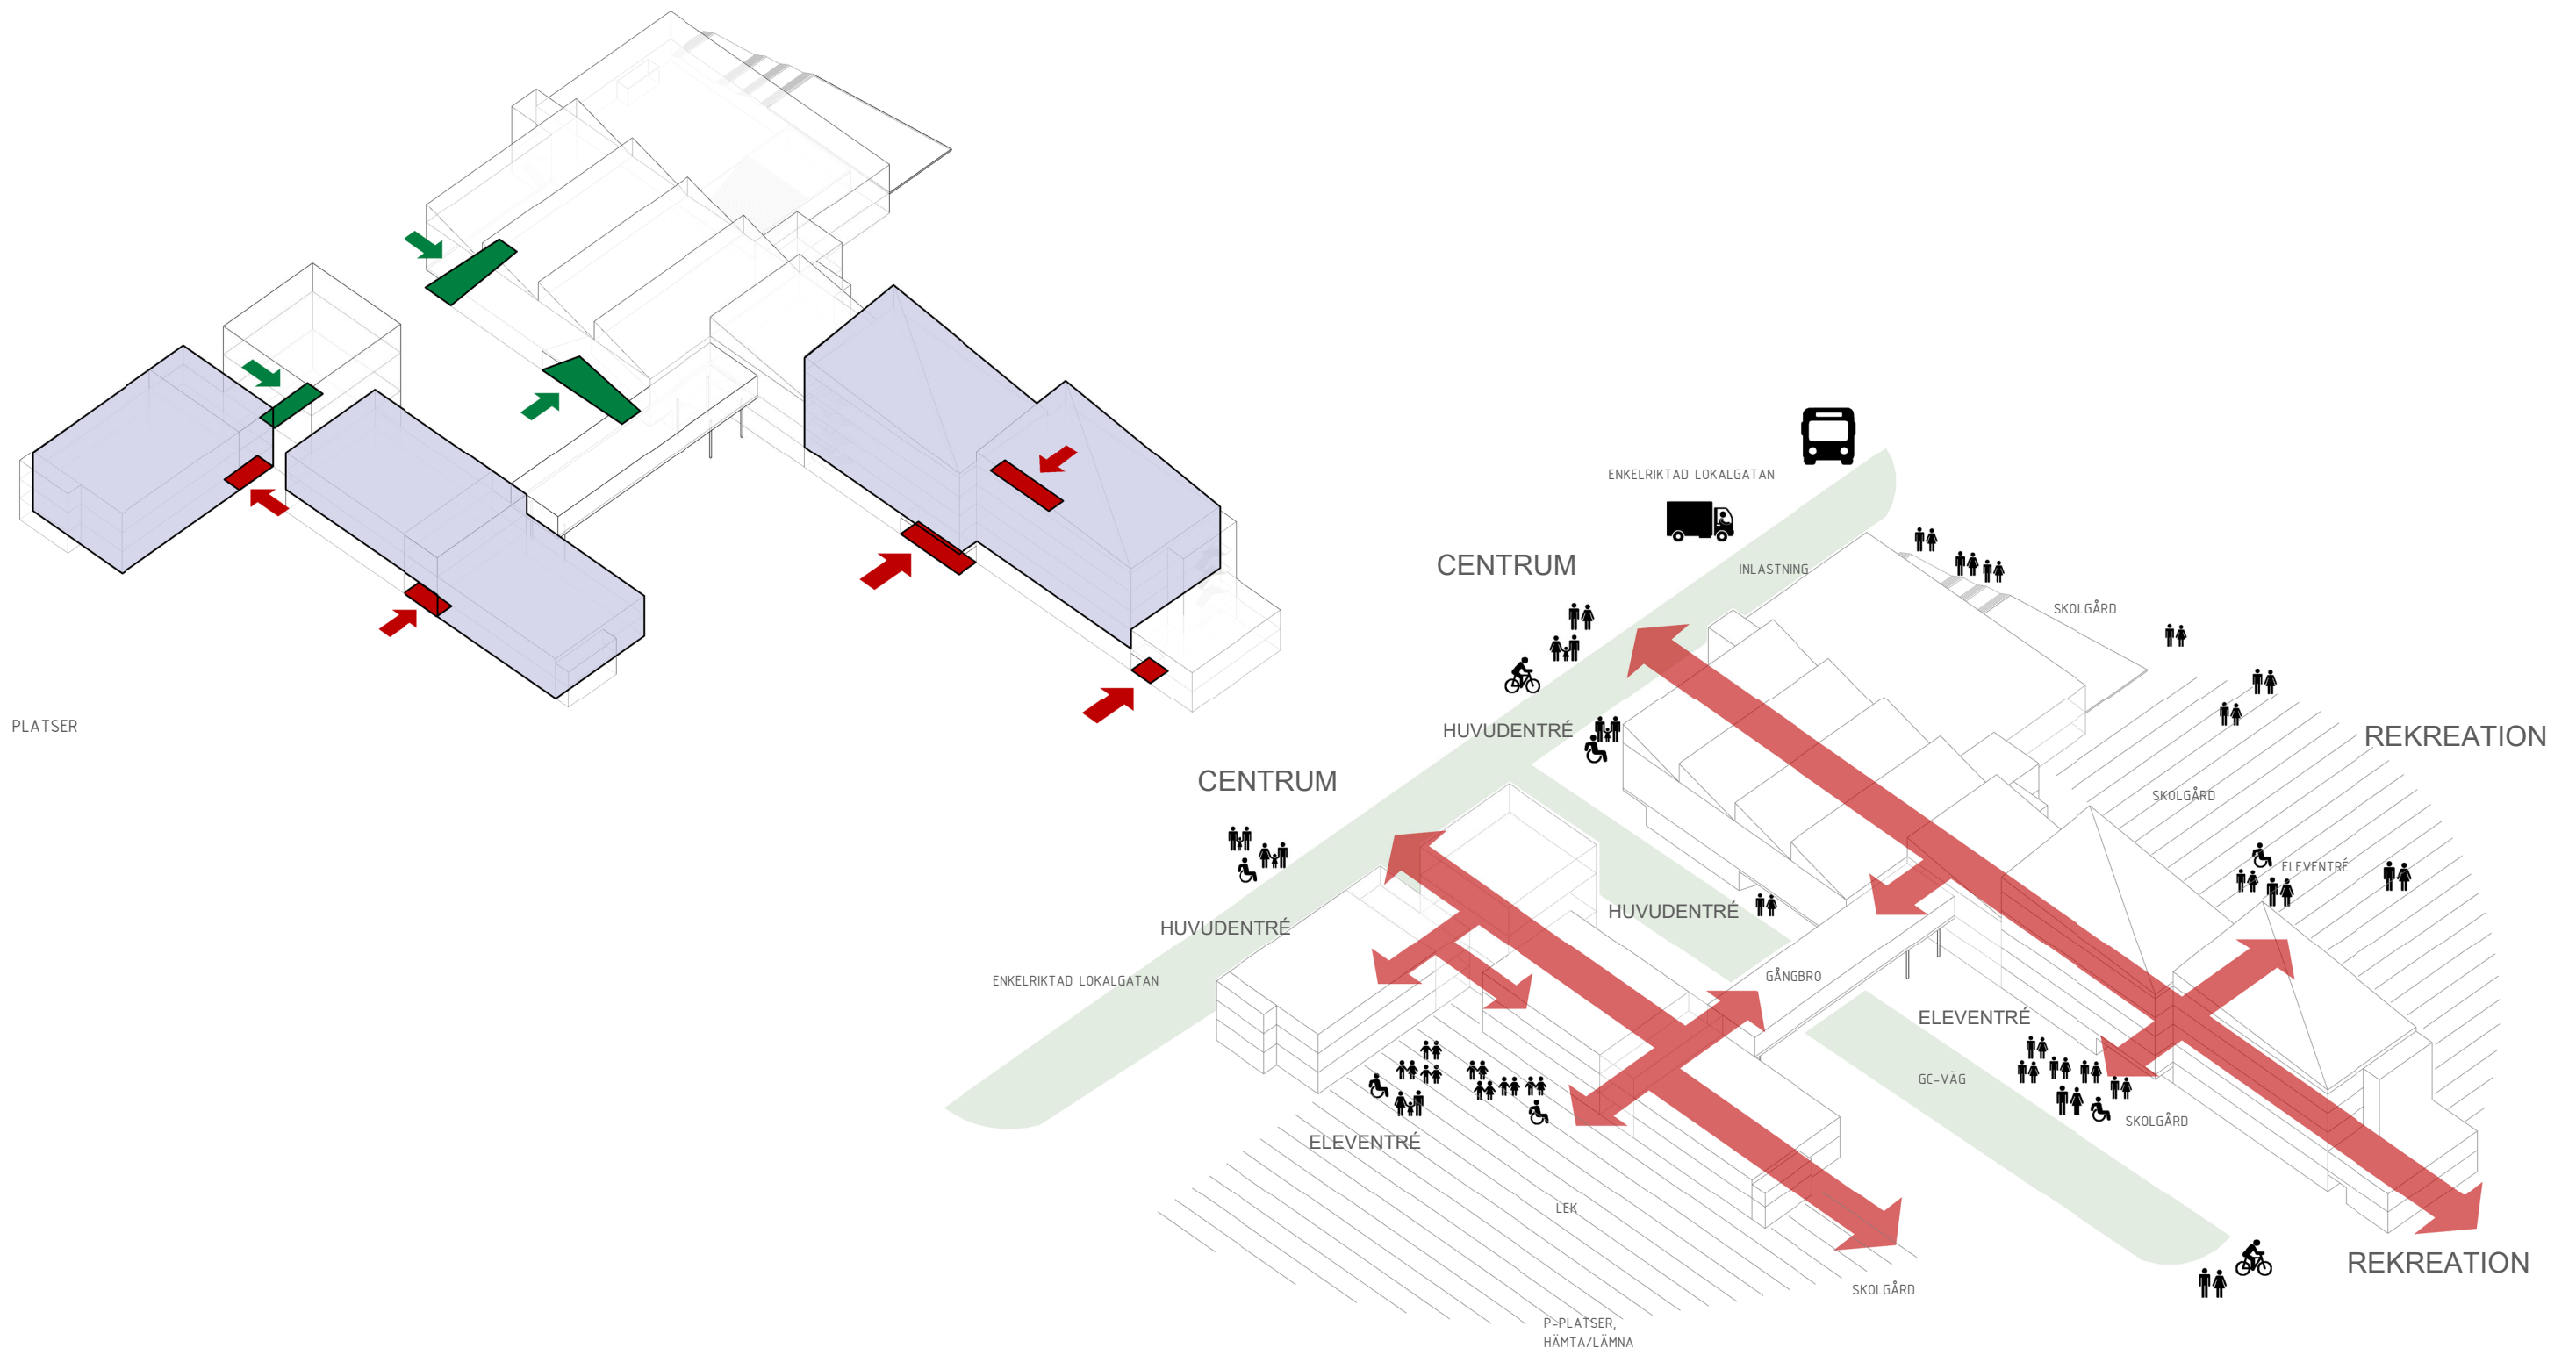 PLATSER
ENKELRIKTAD LOKALGATAN
CENTRUM
INLASTNING
SKOLGÅRD
HUVUDENTRÉ
REKREATION
CENTRUM
SKOLGÅRD
ELEVENTRÉ
HUVUDENTRÉ
HUVUDENTRÉ
GÅNGBRO
ENKELRIKTAD LOKALGATAN
ELEVENTRÉ
GC-VÄG
SKOLGÅRD
ELEVENTRÉ
LEK
REKREATION
SKOLGÅRD
P-PLATSER,
HÄMTA/LÄMNA